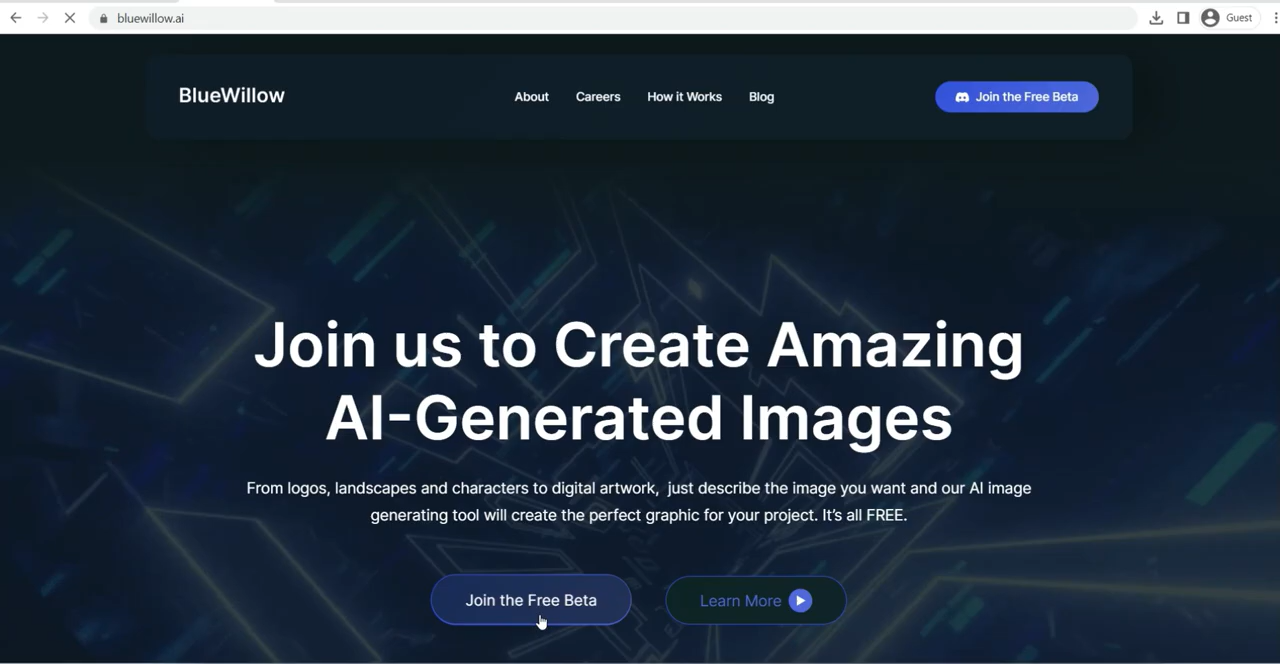 bluewillow.ai
Guest
BlueWillow
About
Careers
How it Works
Blog
Join the Free Beta
Join us to Create Amazing
AI-Generated Images
From logos, landscapes and characters to digital artwork, just describe the image you want and our AI image
generating tool will create the perfect graphic for your project. It’s all FREE.
Join the Free Beta
Learn More